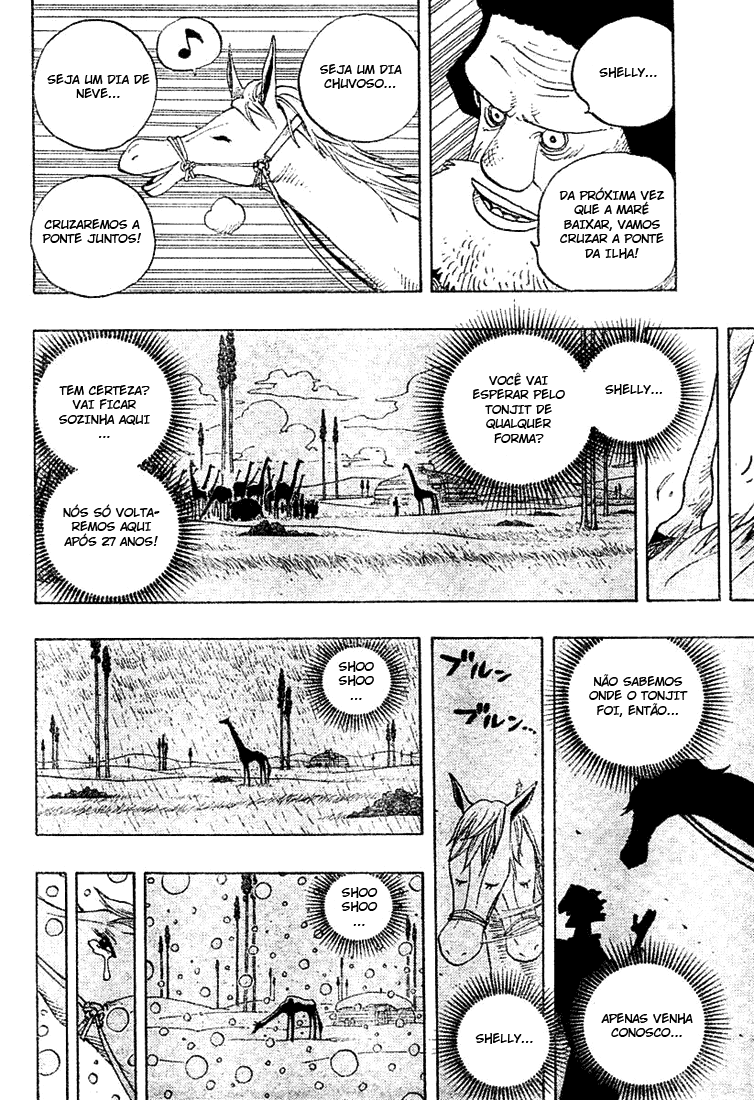 SHELLY...
DA PRÓXIMA VEZ
QUE A MARÉ
BAIXAR, VAMOS
CRUZAR A PONTE
DA ILHA!
SEJA UM DIA
CHUVOSO...
SEJA UM DIA DE
NEVE...
CRUZAREMOS A
PONTE JUNTOS!
SHELLY...
VOCÊ VAI
ESPERAR PELO
TONJIT DE
QUALQUER
FORMA?
TEM CERTEZA?
VAI FICAR
SOZINHA AQUI
...
NÓS SÓ VOLTA-
REMOS AQUI
APÓS 27 ANOS!
NÃO SABEMOS
ONDE O TONJIT
FOI, ENTÃO...
APENAS VENHA
CONOSCO...
ブルン
ブルン...
SHELLY...
SHOO
SHOO
...
SHOO
SHOO
...